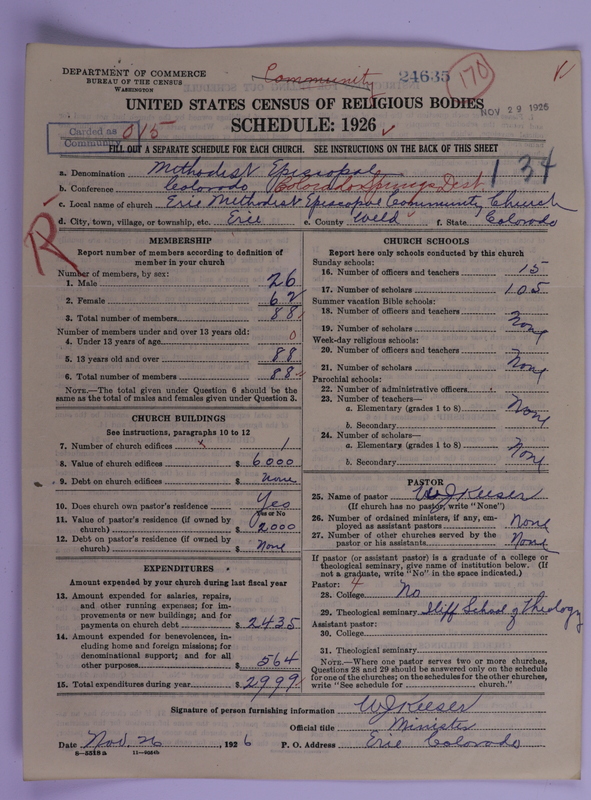 DEPARTMENT OF COMMERCE
BUREAU OF THE CENSUS
WASHINGTON
Community
24635
170
NOV 29 1926
UNITED STATES CENSUS OF RELIGIOUS BODIES
SCHEDULE: 1926
Carded as
Community
015
FILL OUT A SEPARATE SCHEDULE FOR EACH CHURCH. SEE INSTRUCTIONS ON THE BACK OF THIS SHEET
1 34
a. Denomination Methodist Episcopal
b. Conference Colorado Colorado Springs Dist.
c. Local name of church Erie Methodist Episcopal Community Church
d. City, town, village, or township, etc. Erie e. County Weld f. State Colorado
R
MEMBERSHIP
Report number of members according to definition of
member in your church
Number of members, by sex:
1. Male 26
2. Female 62
3. Total number of members 88
Number of members under and over 13 years old:
4. Under 13 years of age 0
5. 13 years old and over 88
6. Total number of members 88
NOTE.—The total given under Question 6 should be the
same as the total of males and females given under Question 3.
CHURCH BUILDINGS
See instructions, paragraphs 10 to 12
7. Number of church edifices x 1
8. Value of church edifices $ 6000
9. Debt on church edifices $ none
10. Does church own pastor's residence Yes
Yes or No
11. Value of pastor's residence (if owned by
church) $ 2000
12. Debt on pastor's residence (if owned by
church) $ None
EXPENDITURES
Amount expended by your church during last fiscal year
13. Amount expended for salaries, repairs,
and other running expenses; for im-
provements or new buildings; and for
payments on church debt $ 2435
14. Amount expended for benevolences, in-
cluding home and foreign missions; for
denominational support; and for all
other purposes $ 564
15. Total expenditures during year $ 2999
CHURCH SCHOOLS
Report here only schools conducted by this church
Sunday schools:
16. Number of officers and teachers 15
17. Number of scholars 105
Summer vacation Bible schools:
18. Number of officers and teachers
19. Number of scholars None
Week-day religious schools:
20. Number of officers and teachers
21. Number of scholars None
Parochial schools:
22. Number of administrative officers
23. Number of teachers—
a. Elementary (grades 1 to 8) None
b. Secondary
24. Number of scholars—
a. Elementary (grades 1 to 8) None
b. Secondary
PASTOR
25. Name of pastor W J Keeser
(If church has no pastor, write "None")
26. Number of ordained ministers, if any, em-
ployed as assistant pastors None
27. Number of other churches served by the
pastor or his assistants None
If pastor (or assistant pastor) is a graduate of a college or
theological seminary, give name of institution below. (If
not a graduate, write "No" in the space indicated.)
Pastor: 4
28. College No
29. Theological seminary Iliff School of Theology
Assistant pastor:
30. College
31. Theological seminary
NOTE.—Where one pastor serves two or more churches,
Questions 28 and 29 should be answered only on the schedule
for one of the churches; on the schedules for the other churches,
write "See schedule for church."
Signature of person furnishing information W J Keeser
Official title Minister
Date Nov. 26, 1926 P. O. Address Erie Colorado